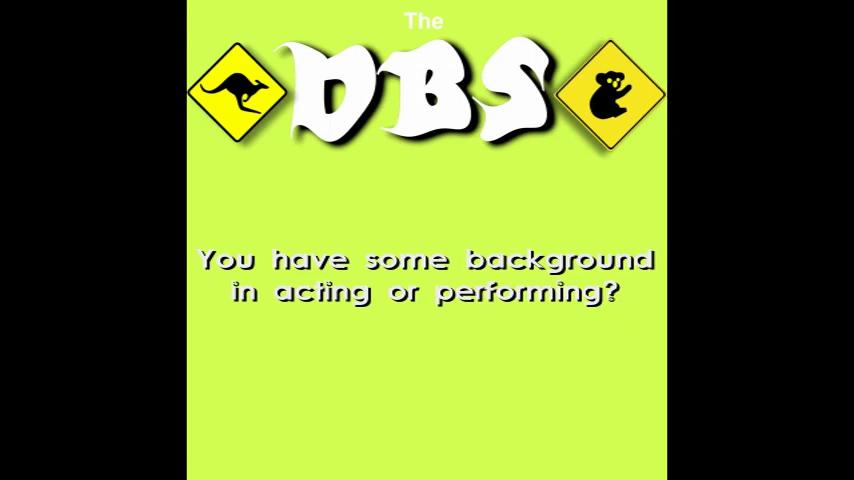 The
DBS
You have some background
in acting or performing?